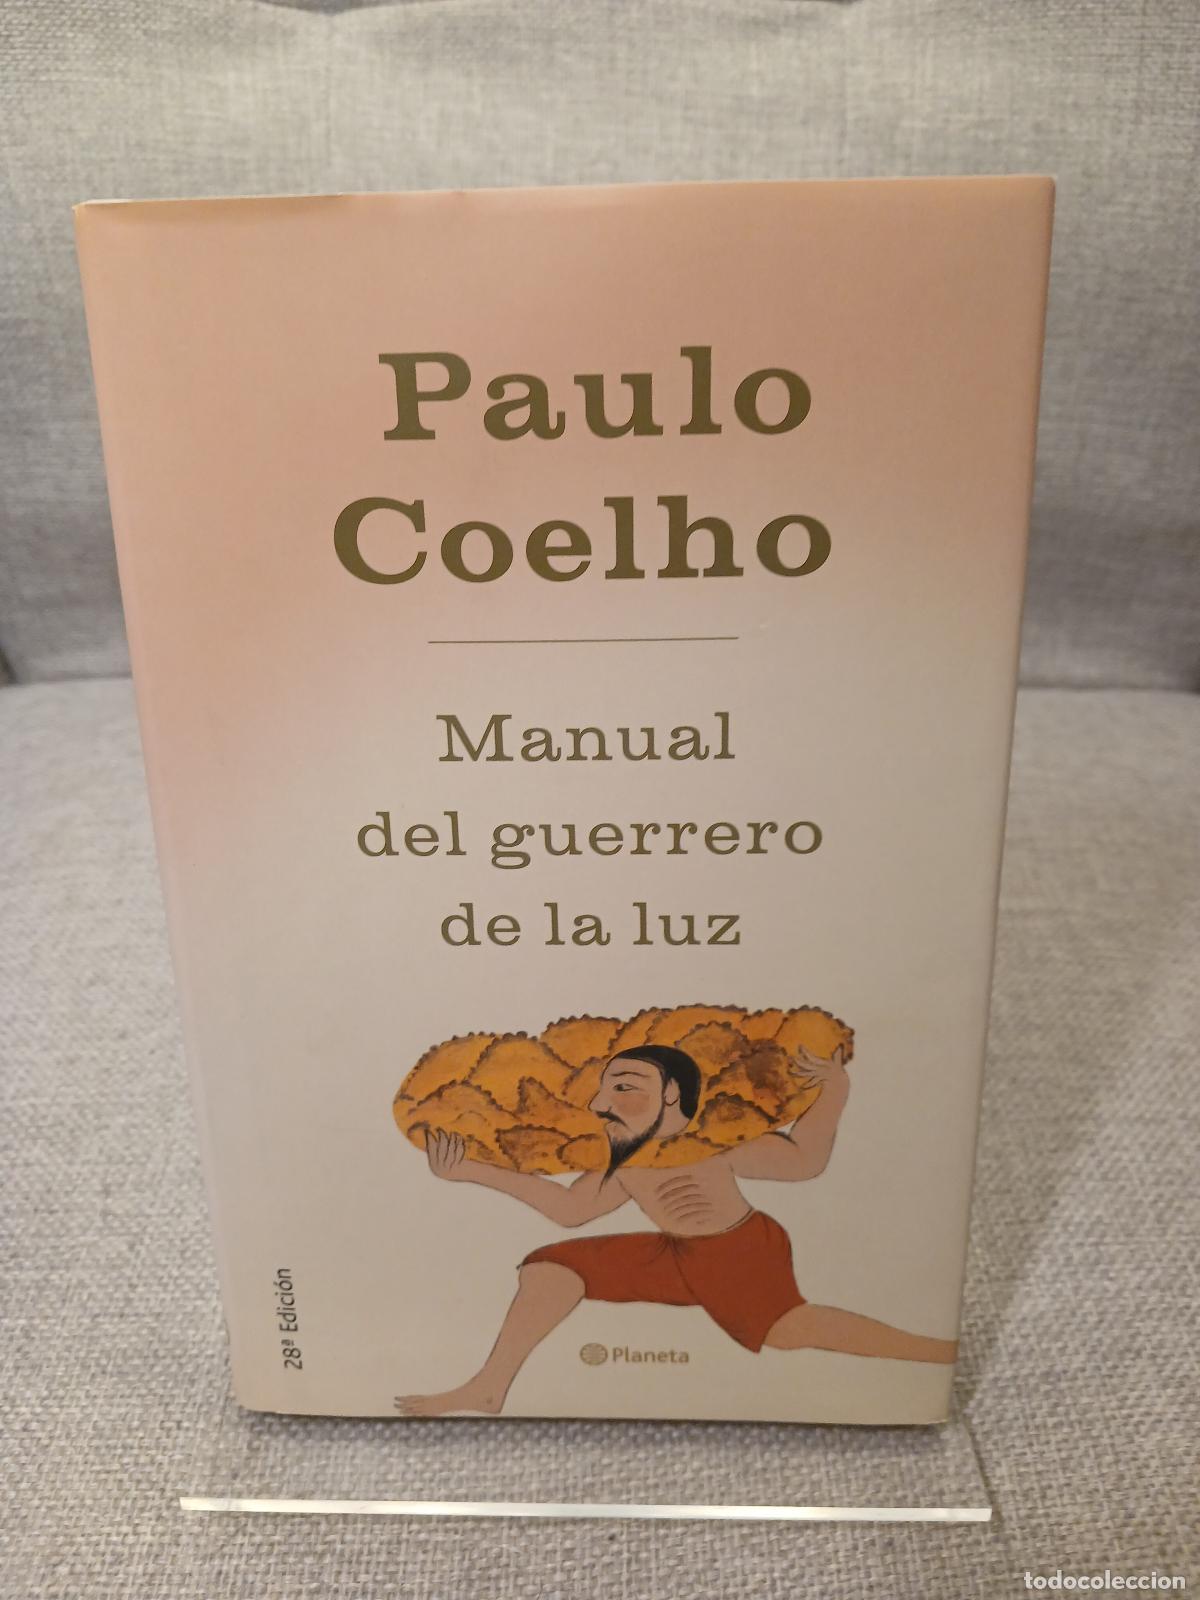 Paulo
Coelho
Manual
del guerrero
de la luz
28ª Edición
Planeta
todocoleccion